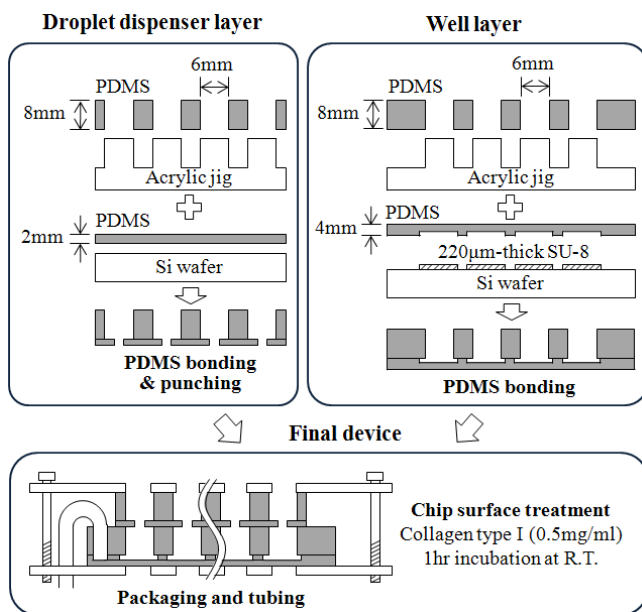 Droplet dispenser layer
6mm
PDMS
8mm
Acrylic jig
PDMS
2mm
Si wafer
PDMS bonding
& punching
Well layer
6mm
PDMS
8mm
Acrylic jig
PDMS
4mm
220μm-thick SU-8
Si wafer
PDMS bonding
Final device
Chip surface treatment
Collagen type I (0.5mg/ml)
1hr incubation at R.T.
Packaging and tubing